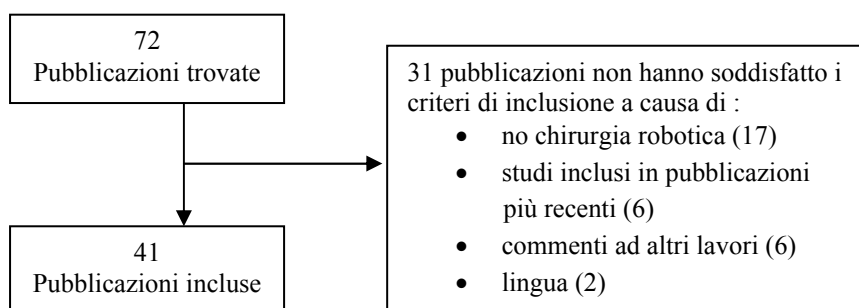 72
Pubblicazioni trovate
31 pubblicazioni non hanno soddisfatto i
criteri di inclusione a causa di :
• no chirurgia robotica (17)
• studi inclusi in pubblicazioni
più recenti (6)
• commenti ad altri lavori (6)
• lingua (2)
41
Pubblicazioni incluse